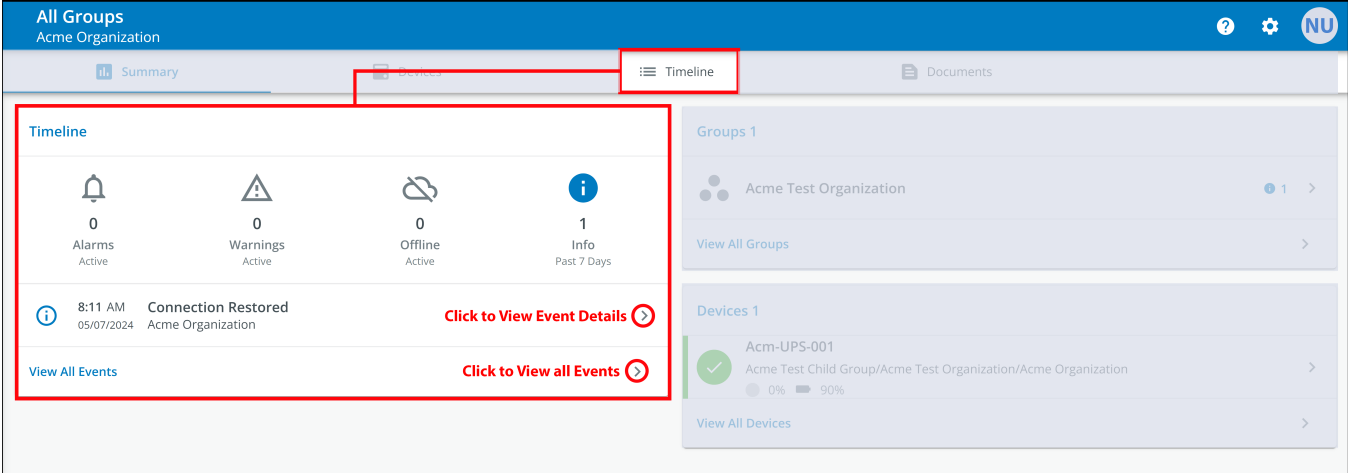 All Groups
Acme Organization
NU
Summary
Devices
Timeline
Documents
Timeline
0
Alarms
Active
0
Warnings
Active
0
Offline
Active
1
Info
Past 7 Days
8:11 AM
05/07/2024
Connection Restored
Acme Organization
Click to View Event Details
View All Events
Click to View all Events
Groups 1
Acme Test Organization
1
View All Groups
Devices 1
Acm-UPS-001
Acme Test Child Group/Acme Test Organization/Acme Organization
0% 90%
View All Devices